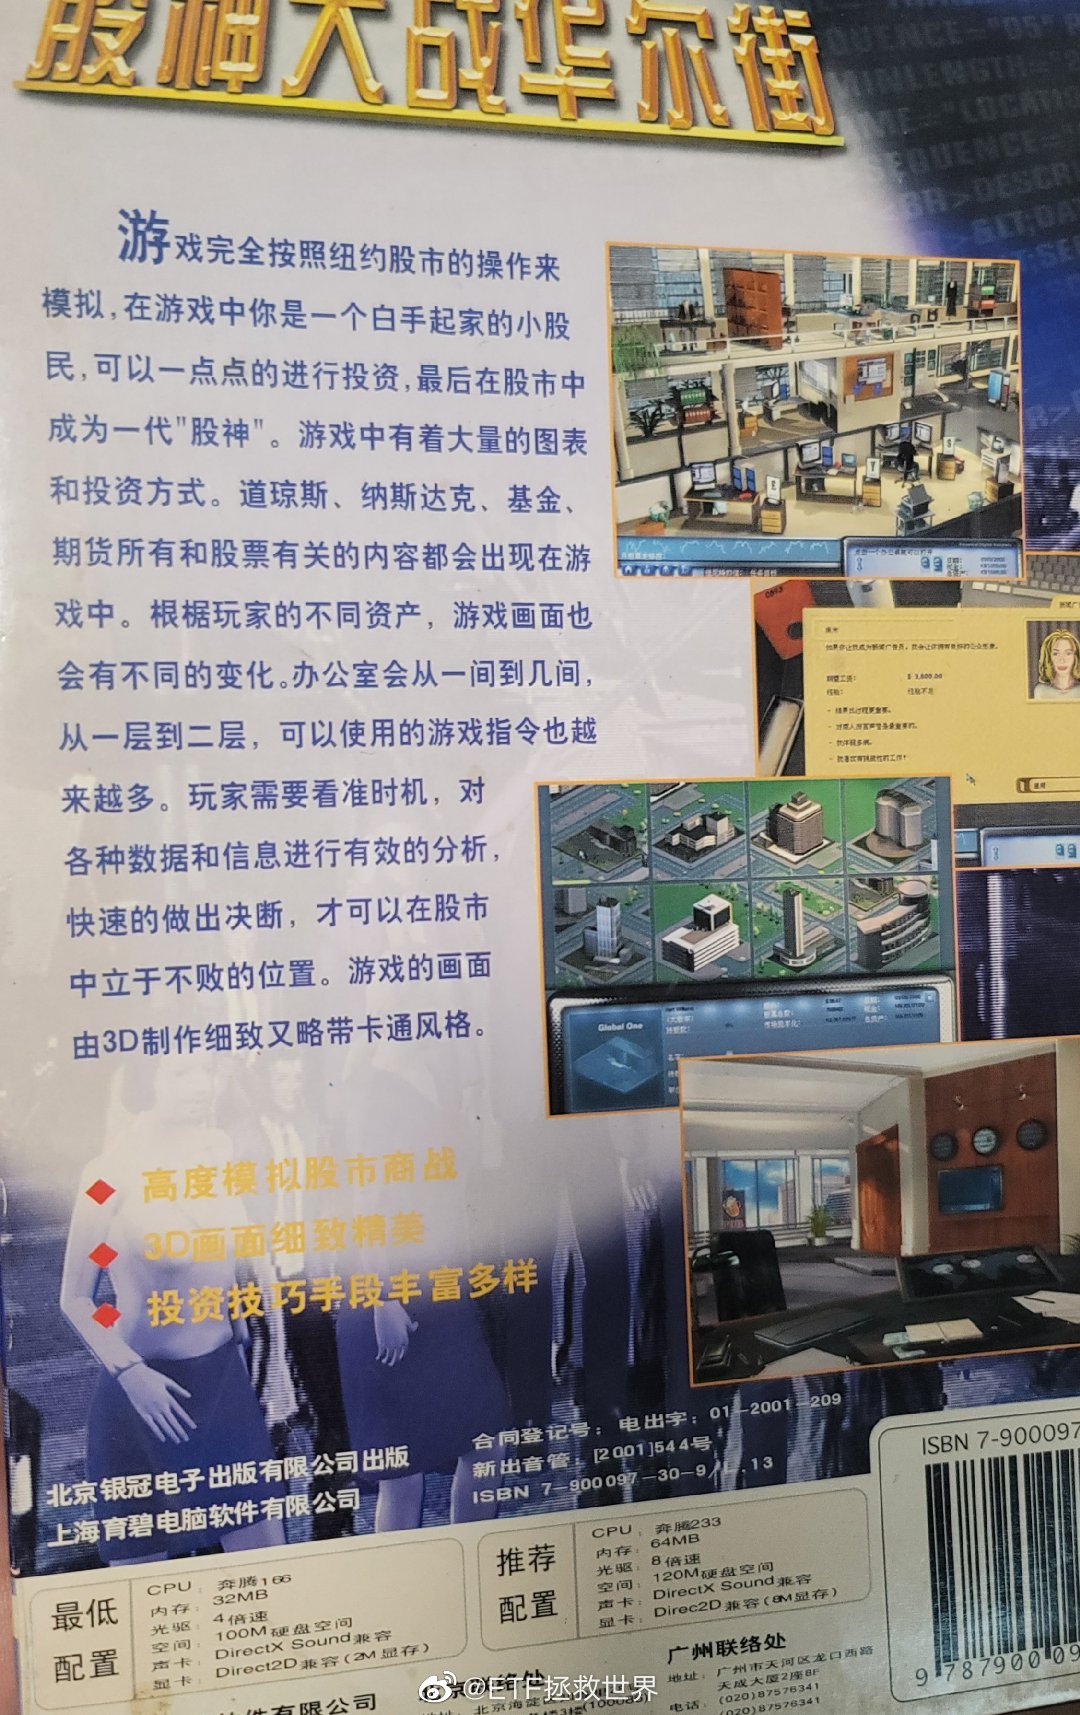 股神大战华尔街
游戏完全按照纽约股市的操作来
模拟,在游戏中你是一个白手起家的小股
民,可以一点点的进行投资,最后在股市中
成为一代"股神"。游戏中有着大量的图表
和投资方式。道琼斯、纳斯达克、基金、
期货所有和股票有关的内容都会出现在游
戏中。根椐玩家的不同资产，游戏画面也
会有不同的变化。办公室会从一间到几间，
从一层到二层，可以使用的游戏指令也越
来越多。玩家需要看准时机，对
各种数据和信息进行有效的分析，
快速的做出决断，才可以在股市
中立于不败的位置。游戏的画面
由3D制作细致又略带卡通风格。
$ 3,800.00
经验不足
Global One
高度模拟股市商战
3D画面细致精美
投资技巧手段丰富多样
合同登记号：电出字：01-2001-209
新出音管：[2001]544号
ISBN 7-900097-30-9
13
北京银冠电子出版有限公司出版
上海育碧电脑软件有限公司
ISBN 7-900097
最低配置
CPU：奔腾166
内存：32MB
光驱：4倍速
空间：100M硬盘空间
声卡：DirectX Sound兼容
显卡：Direct2D兼容(2M显存)
推荐配置
CPU：奔腾233
内存：64MB
光驱：8倍速
空间：120M硬盘空间
声卡：DirectX Sound兼容
显卡：Direc2D兼容(8M显存)
广州联络处
地址：广州市天河区龙口西路
天成大厦2座8F
电话：(020)87576341
(020)87576341
件有限公司
络处
北京海淀
9 787900 09
@ETF拯救世界